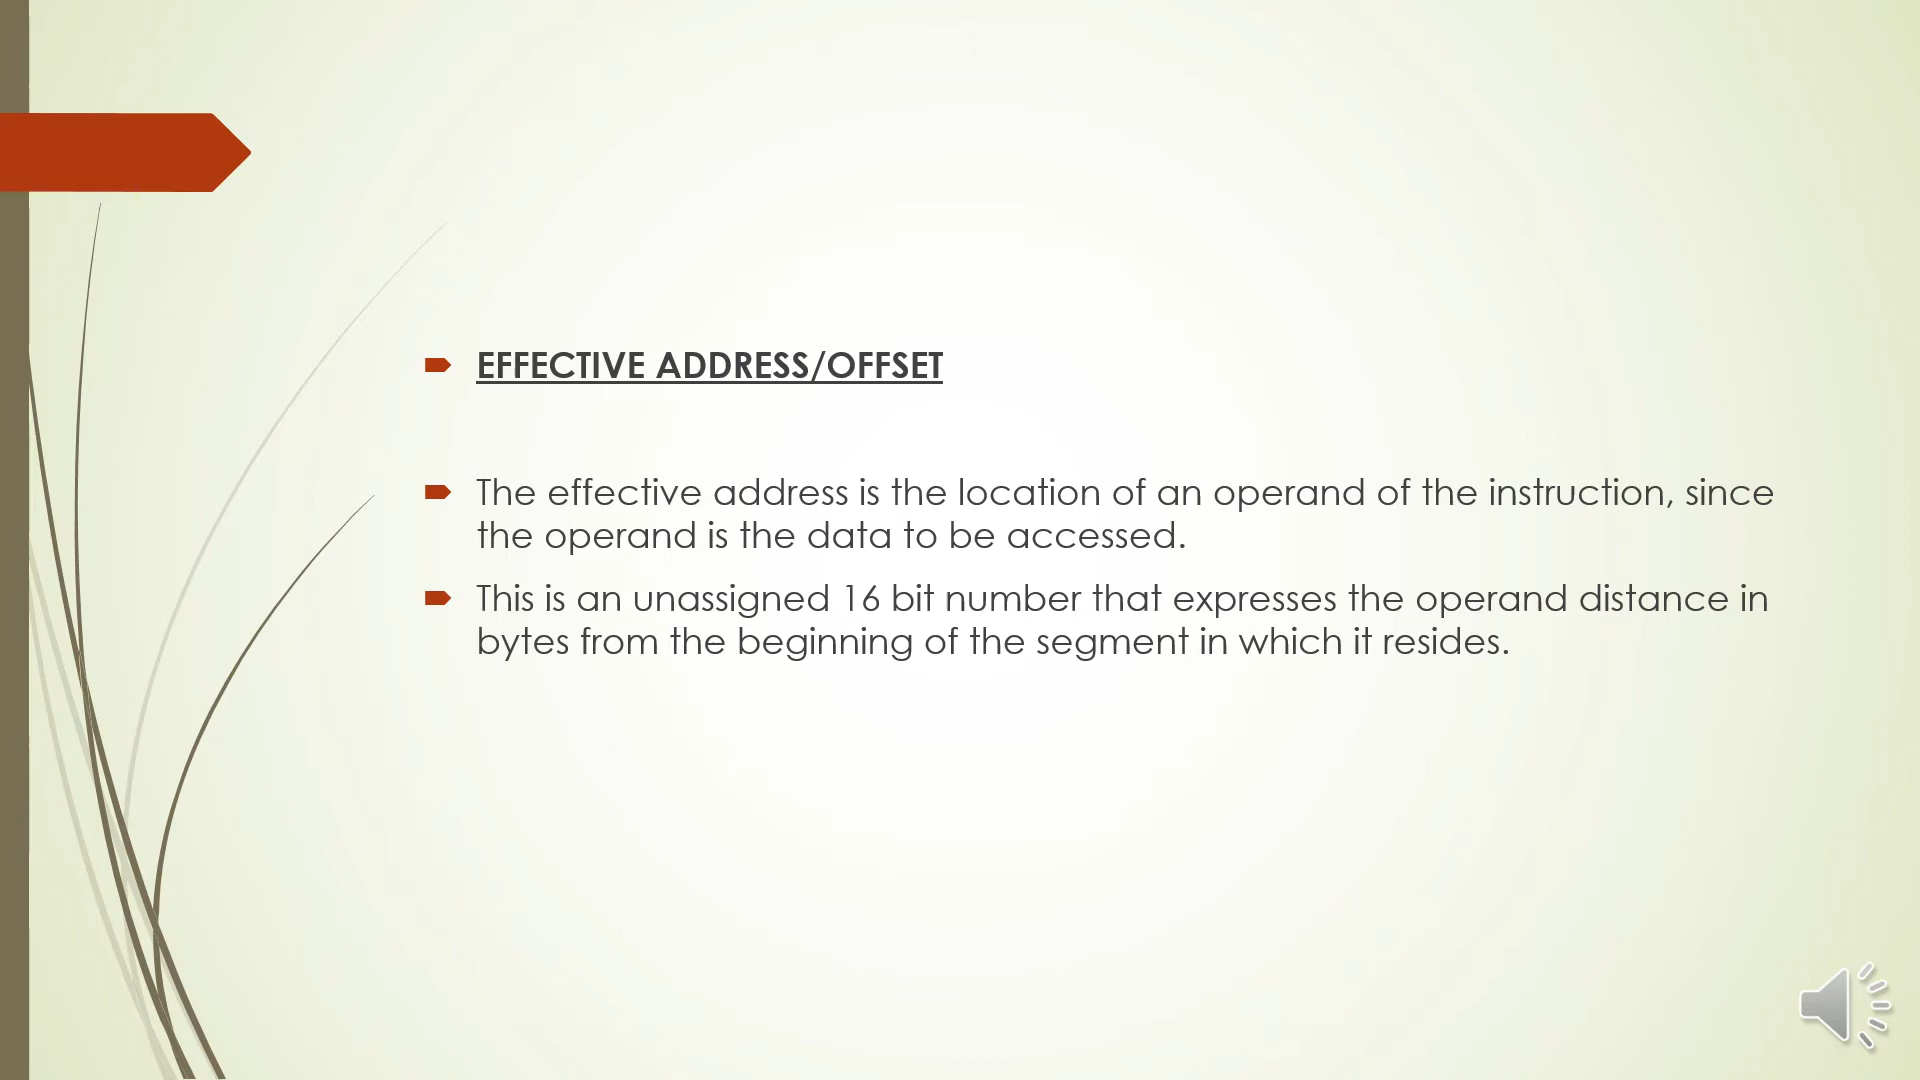 EFFECTIVE ADDRESS/OFFSET
The effective address is the location of an operand of the instruction, since
the operand is the data to be accessed.
This is an unassigned 16 bit number that expresses the operand distance in
bytes from the beginning of the segment in which it resides.